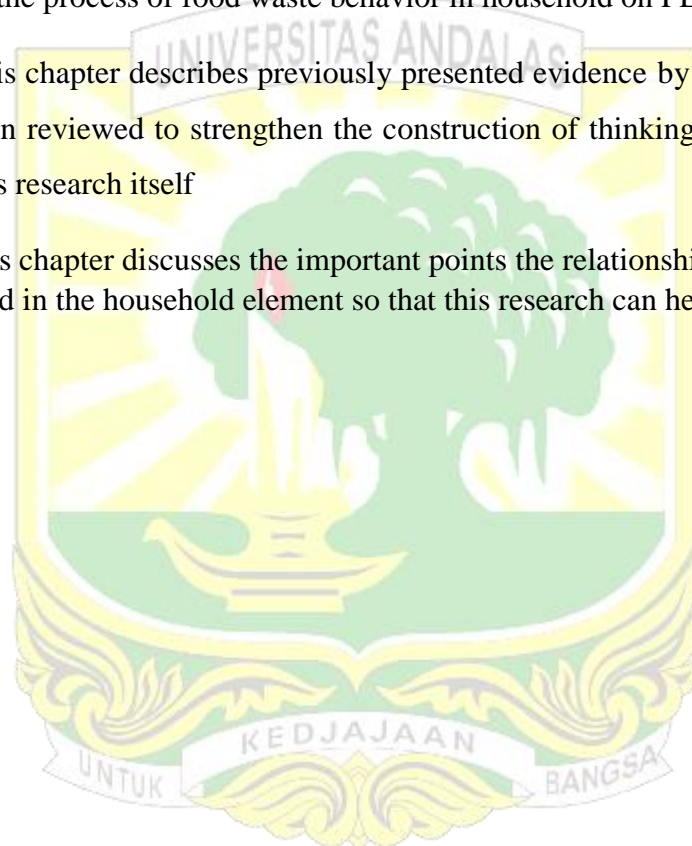 the process of food waste behavior in household on
UNIVERSITAS ANDALAS
is chapter describes previously presented evidence by
n reviewed to strengthen the construction of thinking
s research itself
s chapter discusses the important points the relationshi
d in the household element so that this research can he
UNTUK KEDJAJAAN BANGSA